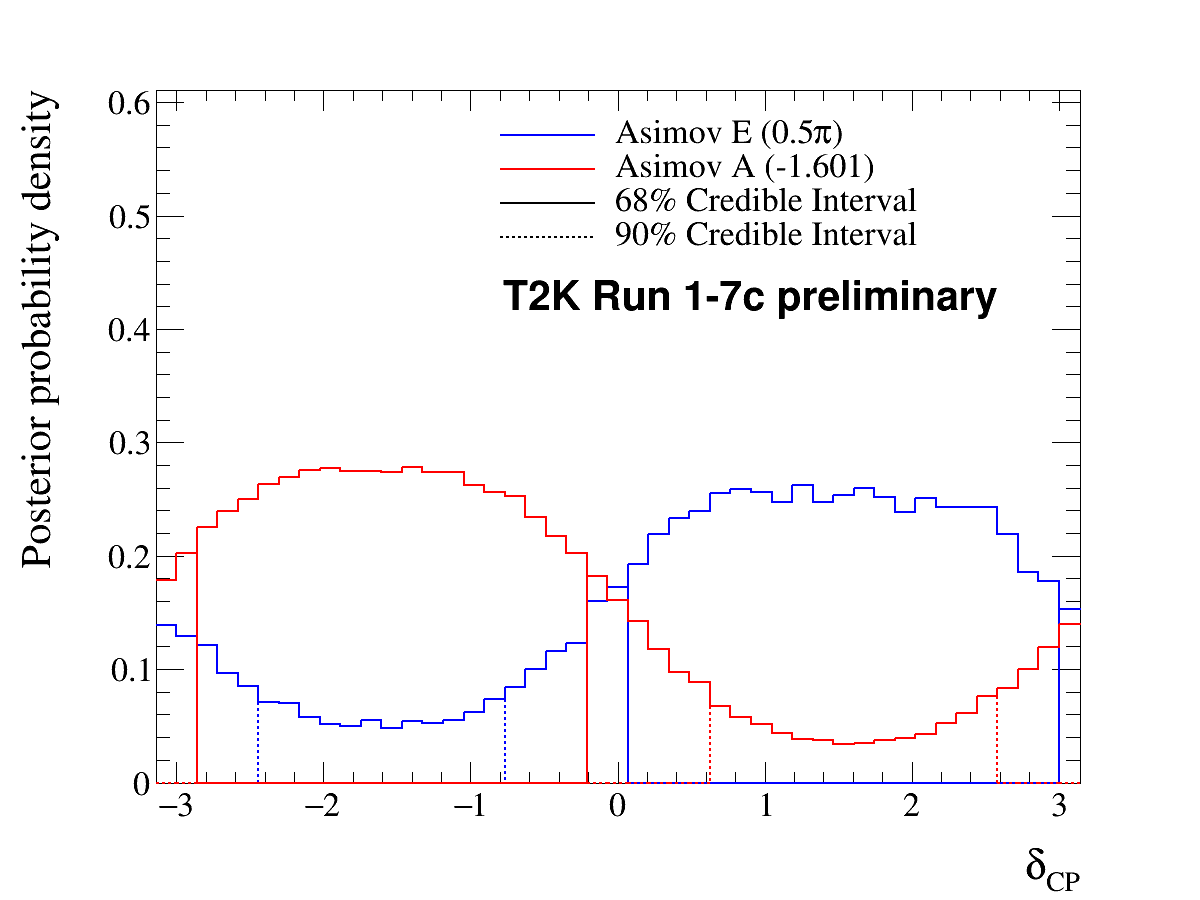 Posterior probability density
0.6
0.5
0.4
0.3
0.2
0.1
0
Asimov E (0.5π)
Asimov A (-1.601)
68% Credible Interval
90% Credible Interval
T2K Run 1-7c preliminary
−3 −2 −1 0 1 2 3
δCP